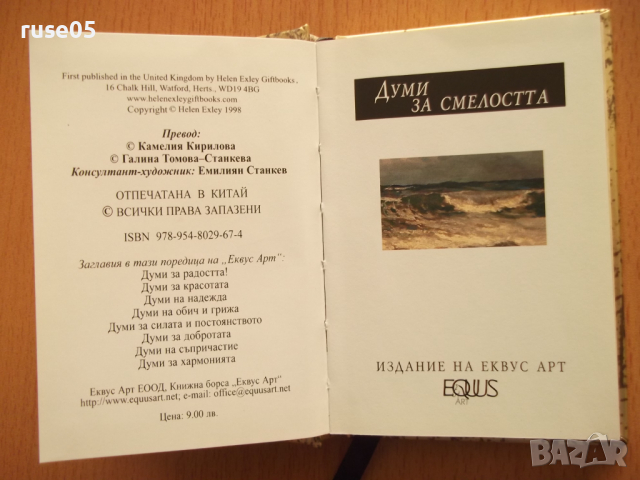 ruse05
First published in the United Kingdom by Helen Exley Giftbooks,
16 Chalk Hill, Watford, Herts., WD19 4BG
www.helenexleygiftbooks.com
Copyright © Helen Exley 1998
Превод:
© Камелия Кирилова
© Галина Томова–Станкева
Консултант-художник: Емилиян Станкев
ОТПЕЧАТАНА В КИТАЙ
© ВСИЧКИ ПРАВА ЗАПАЗЕНИ
ISBN 978-954-8029-67-4
Заглавия в тази поредица на „Еквус Арт”:
Думи за радостта!
Думи за красотата
Думи на надежда
Думи на обич и грижа
Думи за силата и постоянството
Думи за добротата
Думи за съпричастие
Думи за хармонията
Еквус Арт ЕООД, Книжна борса „Еквус Арт”
http://www.equusart.net; e-mail: office@equusart.net
Цена: 9.00 лв.
ДУМИ
ЗА СМЕЛОСТТА
ИЗДАНИЕ НА ЕКВУС АРТ
EQUUS
ART
BAZAR
bg